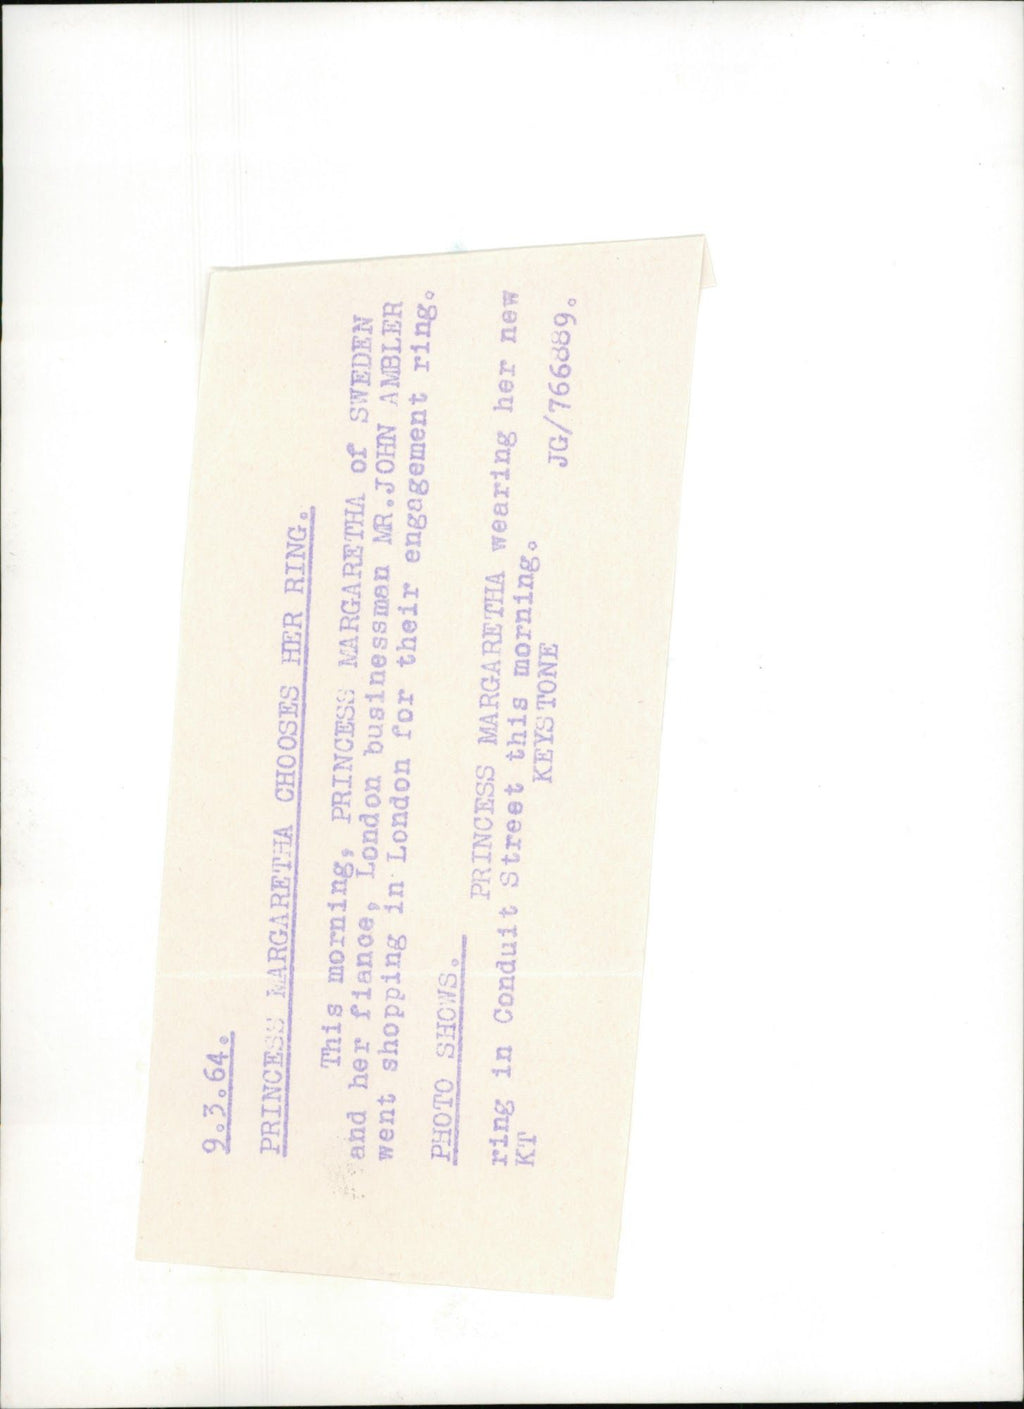 9.3.64.
PRINCESS MARGARETHA CHOOSES HER RING.
This morning, PRINCESS MARGARETHA of SWEDEN
and her fiance, London businessman MR.JOHN AMBLER
went shopping in London for their engagement ring.
PHOTO SHOWS.
PRINCESS MARGARETHA wearing her new
ring in Conduit Street this morning.
KT KEYSTONE JG/766889.